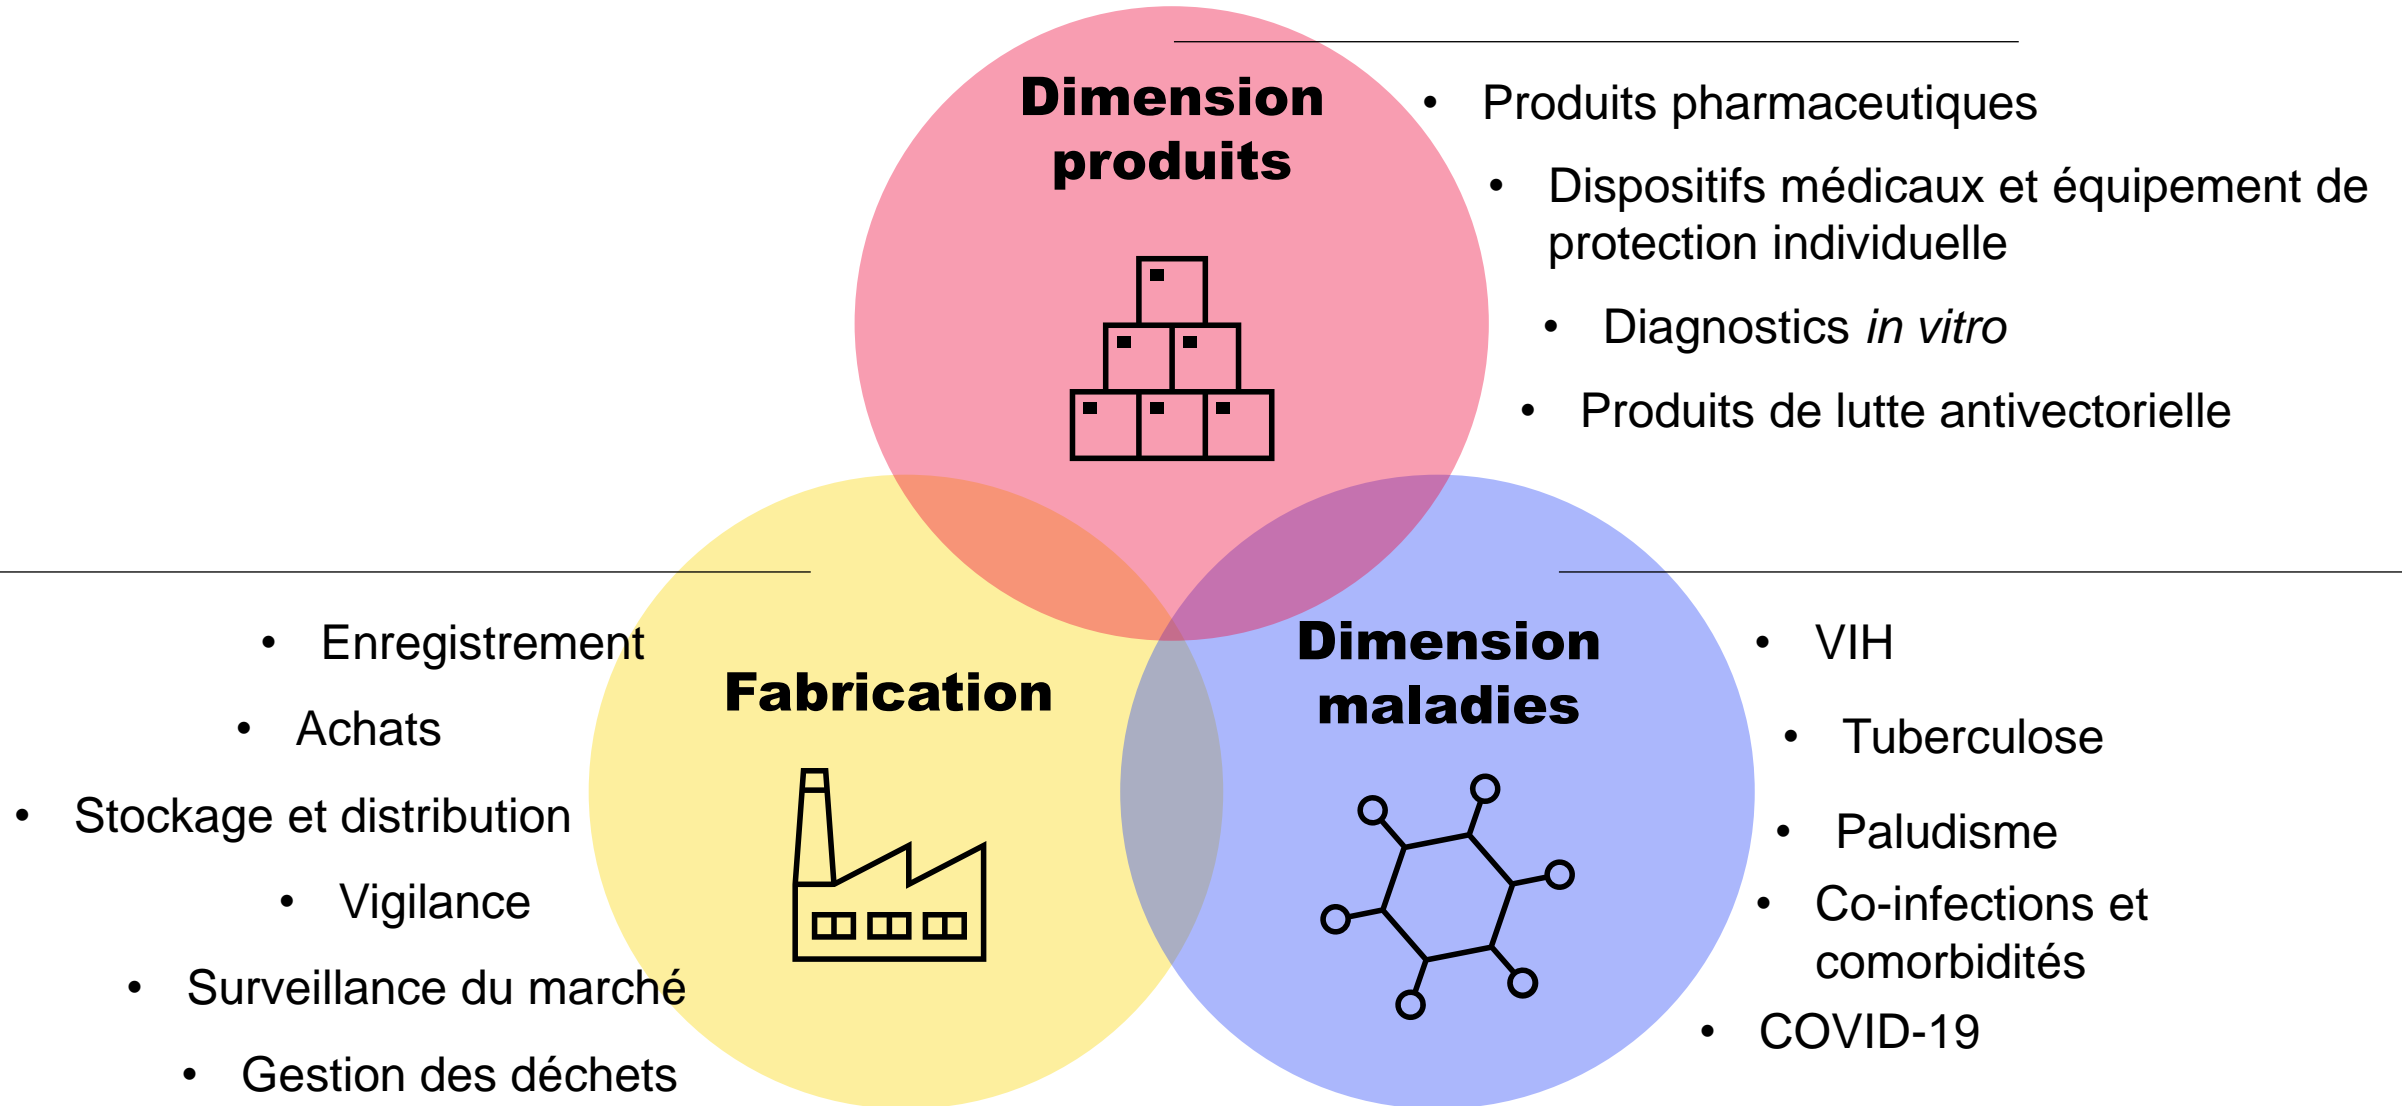 Dimension
produits
• Produits pharmaceutiques
• Dispositifs médicaux et équipement de
protection individuelle
• Diagnostics in vitro
• Produits de lutte antivectorielle
Fabrication
• Enregistrement
• Achats
• Stockage et distribution
• Vigilance
• Surveillance du marché
• Gestion des déchets
Dimension
maladies
• VIH
• Tuberculose
• Paludisme
• Co-infections et
comorbidités
• COVID-19